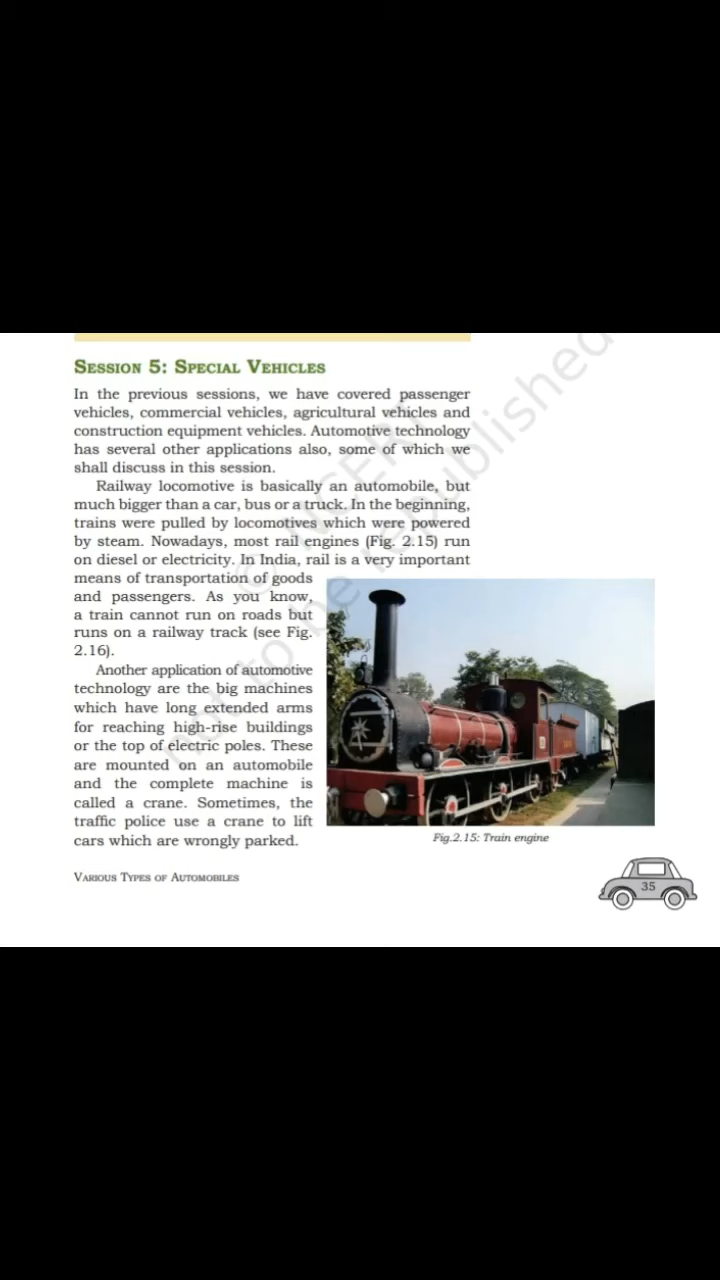 SESSION 5: SPECIAL VEHICLES
In the previous sessions, we have covered passenger
vehicles, commercial vehicles, agricultural vehicles and
construction equipment vehicles. Automotive technology
has several other applications also, some of which we
shall discuss in this session.
Railway locomotive is basically an automobile, but
much bigger than a car, bus or a truck. In the beginning,
trains were pulled by locomotives which were powered
by steam. Nowadays, most rail engines (Fig. 2.15) run
on diesel or electricity. In India, rail is a very important
means of transportation of goods
and passengers. As you know,
a train cannot run on roads but
runs on a railway track (see Fig.
2.16).
Another application of automotive
technology are the big machines
which have long extended arms
for reaching high-rise buildings
or the top of electric poles. These
are mounted on an automobile
and the complete machine is
called a crane. Sometimes, the
traffic police use a crane to lift
cars which are wrongly parked.
Fig.2.15: Train engine
VARIOUS TYPES OF AUTOMOBILES
35
© NCERT
not to be republished